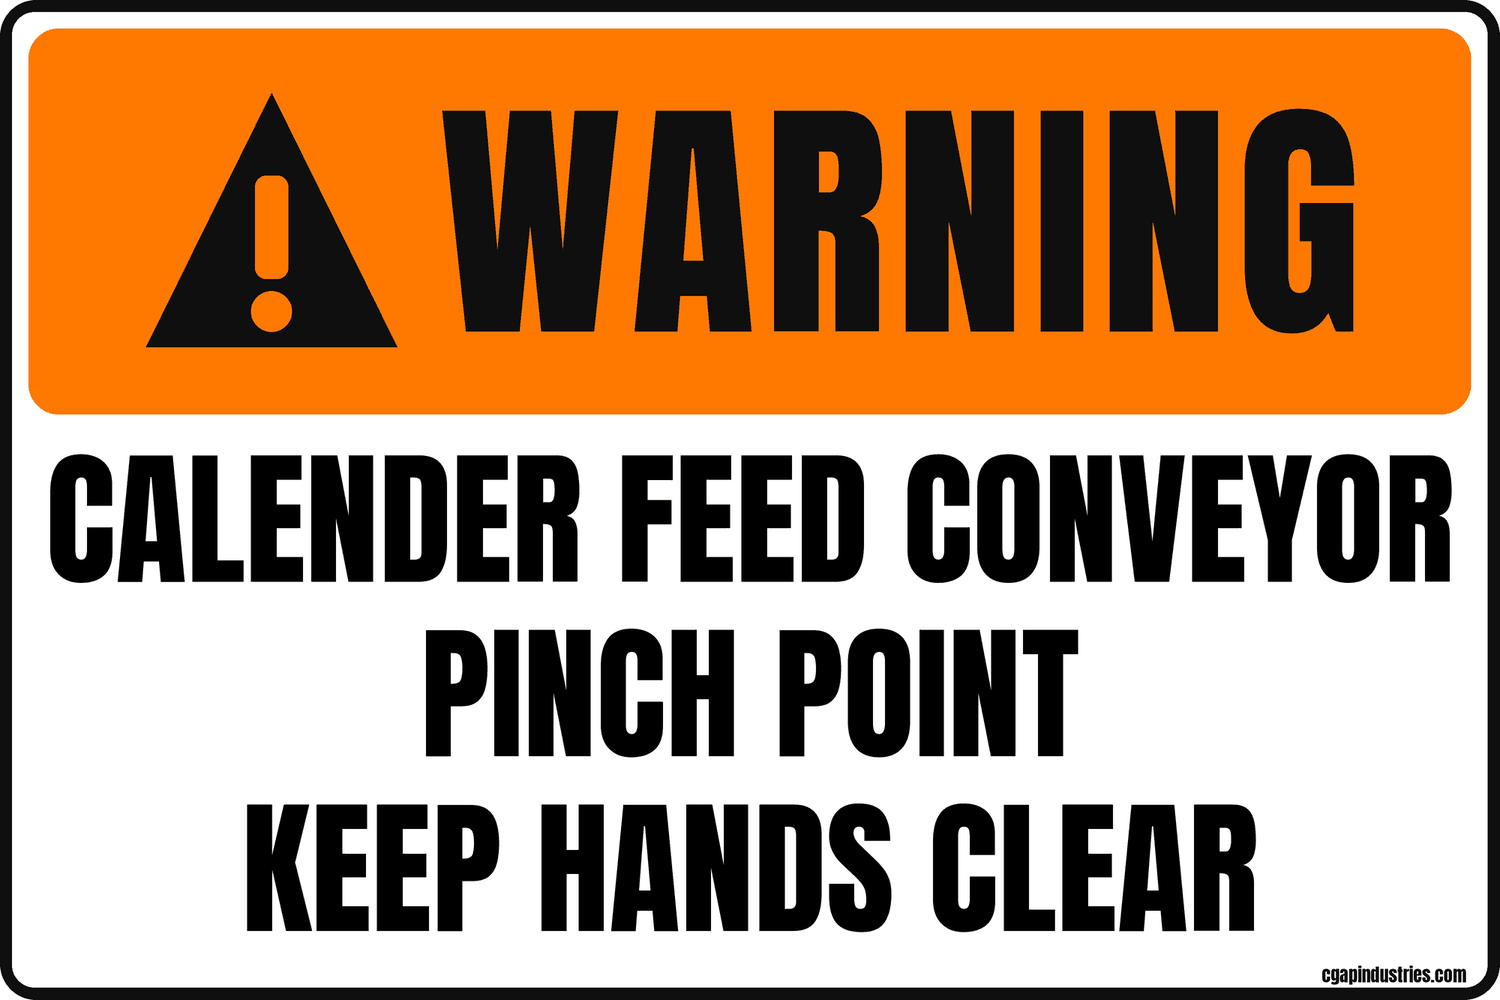 WARNING
CALENDER FEED CONVEYOR
PINCH POINT
KEEP HANDS CLEAR
cgapindustries.com